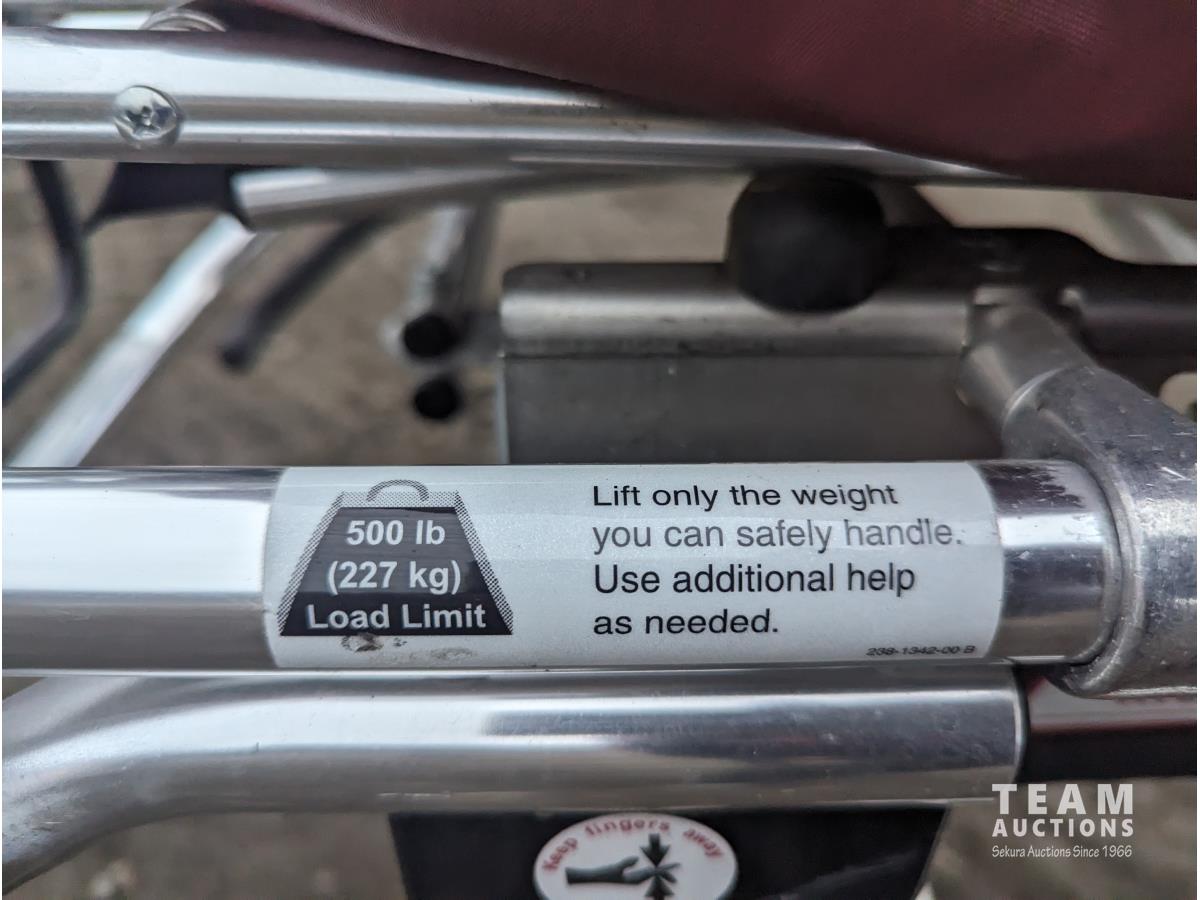 500 lb
(227 kg)
Load Limit
Lift only the weight
you can safely handle.
Use additional help
as needed.
238-1342-00 B
Keep fingers away
TEAM
AUCTIONS
Sekura Auctions Since 1966